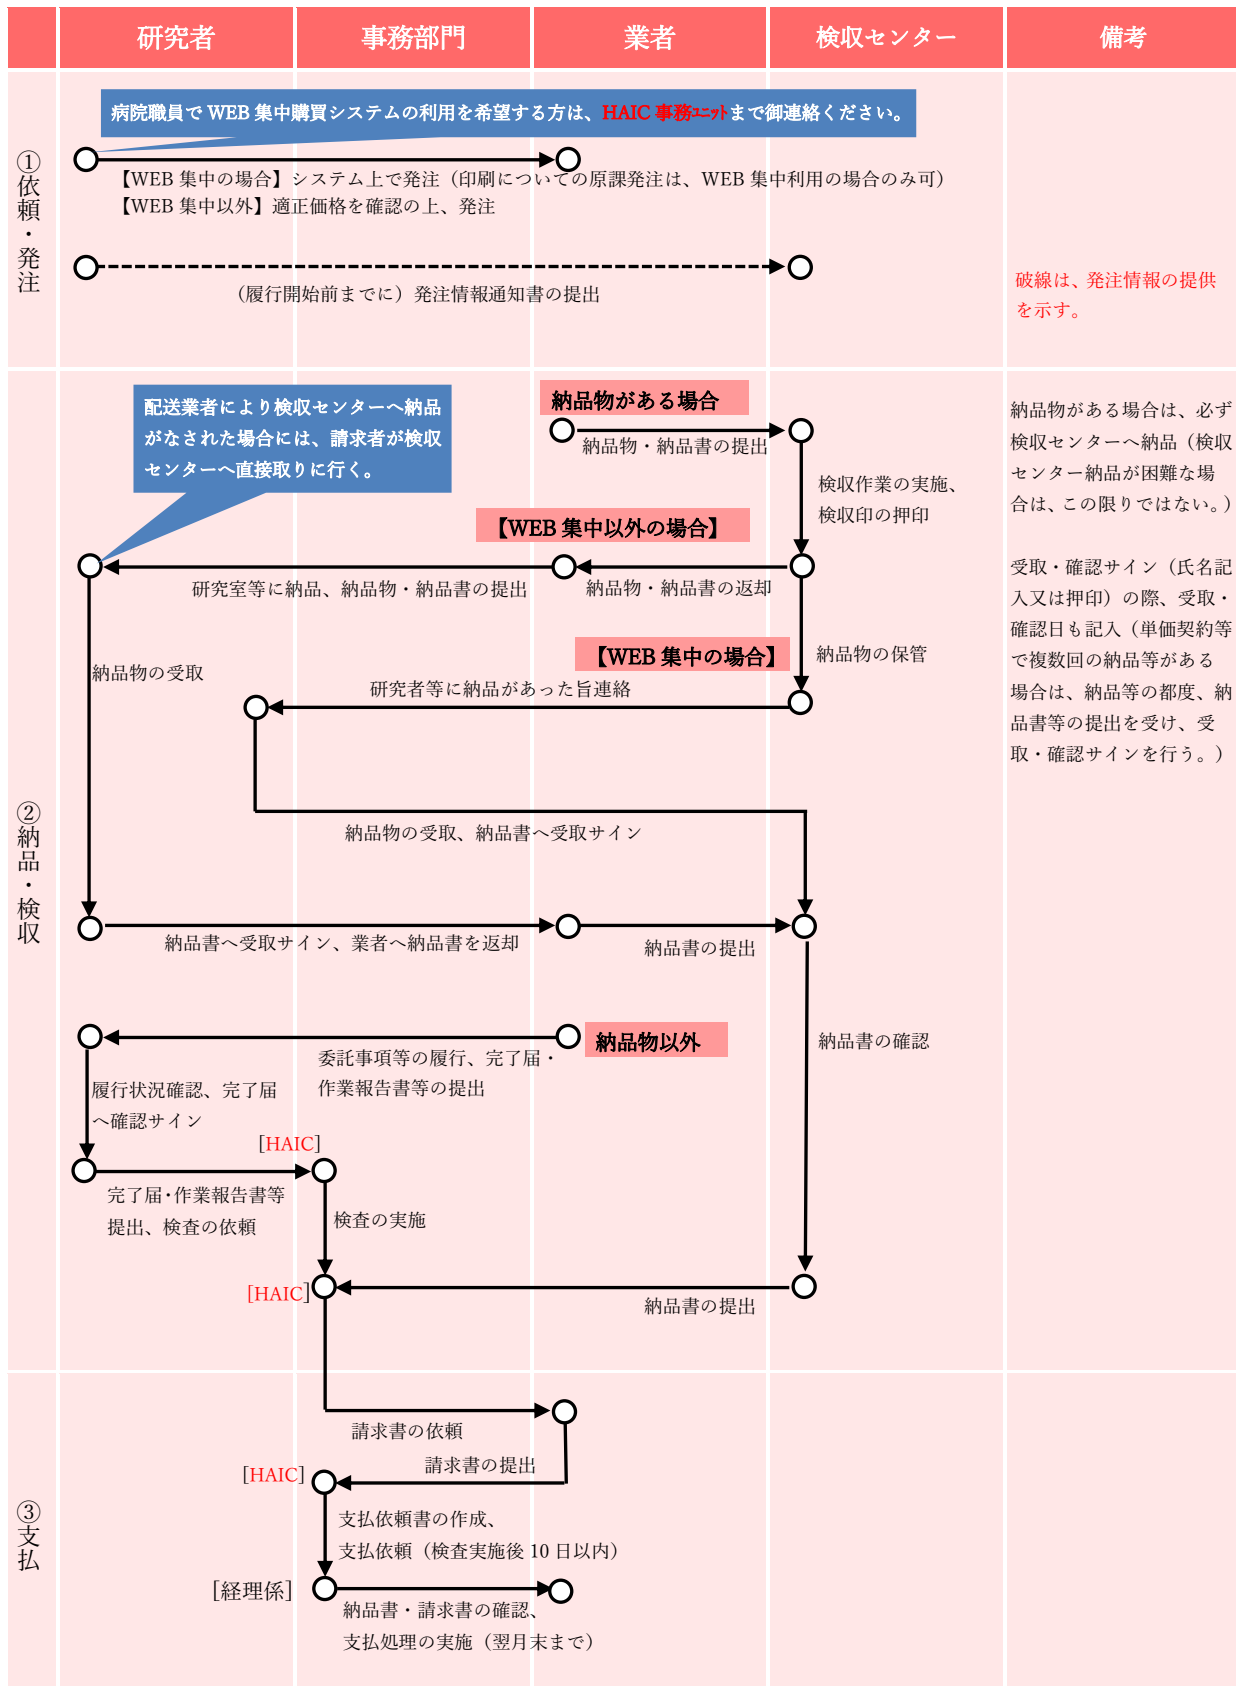 研究者 事務部門 業者 検収センター 備考
①依頼・発注
病院職員で WEB 集中購買システムの利用を希望する方は、HAIC 事務ﾕﾆｯﾄまで御連絡ください。
【WEB 集中の場合】システム上で発注（印刷についての原課発注は、WEB 集中利用の場合のみ可）
【WEB 集中以外】適正価格を確認の上、発注
（履行開始前までに）発注情報通知書の提出
破線は、発注情報の提供
を示す。
②納品・検収
配送業者により検収センターへ納品
がなされた場合には、請求者が検収
センターへ直接取りに行く。
納品物がある場合
納品物・納品書の提出
検収作業の実施、
検収印の押印
納品物がある場合は、必ず
検収センターへ納品（検収
センター納品が困難な場
合は、この限りではない。）
【WEB 集中以外の場合】
研究室等に納品、納品物・納品書の提出
納品物・納品書の返却
受取・確認サイン（氏名記
入又は押印）の際、受取・
確認日も記入（単価契約等
で複数回の納品等がある
場合は、納品等の都度、納
品書等の提出を受け、受
取・確認サインを行う。）
【WEB 集中の場合】
納品物の保管
納品物の受取
研究者等に納品があった旨連絡
納品物の受取、納品書へ受取サイン
納品書へ受取サイン、業者へ納品書を返却
納品書の提出
納品物以外
納品書の確認
委託事項等の履行、完了届・
作業報告書等の提出
履行状況確認、完了届
へ確認サイン
[HAIC]
完了届・作業報告書等
提出、検査の依頼
検査の実施
[HAIC]
納品書の提出
③支払
請求書の依頼
請求書の提出
[HAIC]
支払依頼書の作成、
支払依頼（検査実施後 10 日以内）
[経理係]
納品書・請求書の確認、
支払処理の実施（翌月末まで）